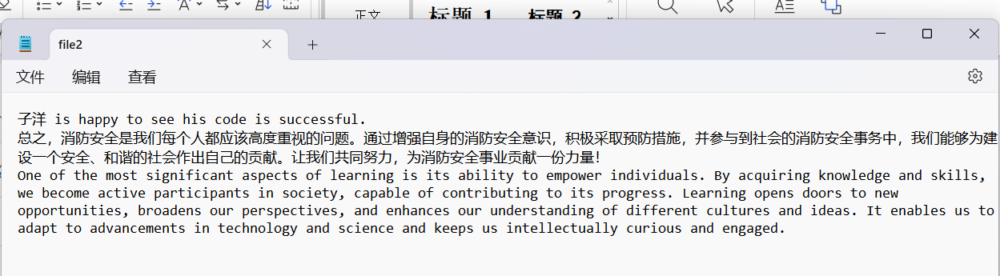 正文
标题 1
标题 2
file2
文件 编辑 查看
子洋 is happy to see his code is successful.
总之，消防安全是我们每个人都应该高度重视的问题。通过增强自身的消防安全意识，积极采取预防措施，并参与到社会的消防安全事务中，我们能够为建
设一个安全、和谐的社会作出自己的贡献。让我们共同努力，为消防安全事业贡献一份力量！
One of the most significant aspects of learning is its ability to empower individuals. By acquiring knowledge and skills,
we become active participants in society, capable of contributing to its progress. Learning opens doors to new
opportunities, broadens our perspectives, and enhances our understanding of different cultures and ideas. It enables us to
adapt to advancements in technology and science and keeps us intellectually curious and engaged.